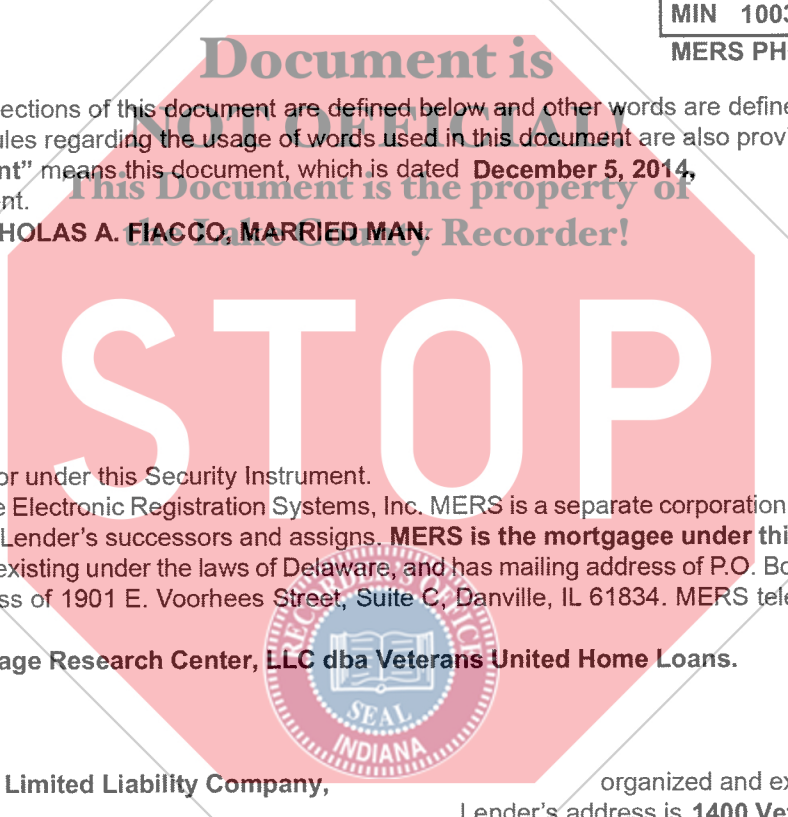 MIN 1003
MERS PH
Document is
ections of this document are defined below and other words are define
NOT OFFICIAL!
ules regarding the usage of words used in this document are also prov
nt" means this document, which is dated December 5, 2014,
This Document is the property of
nt.
HOLAS A. FIACCO, MARRIED MAN.
the Lake County Recorder!
STOP
or under this Security Instrument.
e Electronic Registration Systems, Inc. MERS is a separate corporation
Lender's successors and assigns. MERS is the mortgagee under thi
existing under the laws of Delaware, and has mailing address of P.O. Bo
ss of 1901 E. Voorhees Street, Suite C, Danville, IL 61834. MERS tele
RECORDER'S OFFICE
age Research Center, LLC dba Veterans United Home Loans.
SEAL
INDIANA
Limited Liability Company, organized and ex
Lender's address is 1400 Vet